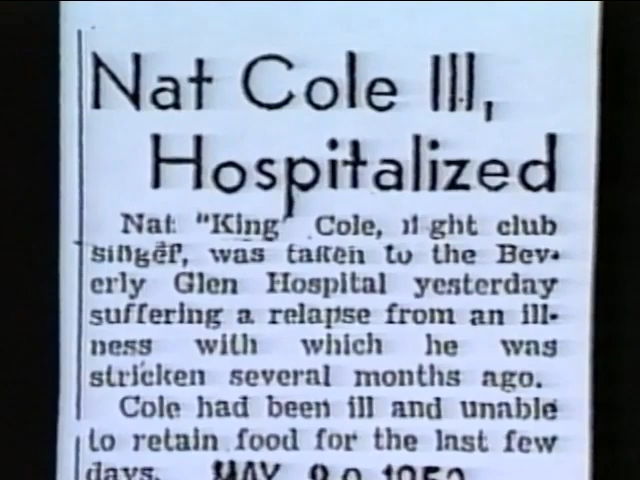 Nat Cole Ill,
Hospitalized
Nat "King" Cole, night club
singer, was taken to the Bev-
erly Glen Hospital yesterday
suffering a relapse from an ill-
ness with which he was
stricken several months ago.
Cole had been ill and unable
to retain food for the last few
days. MAY